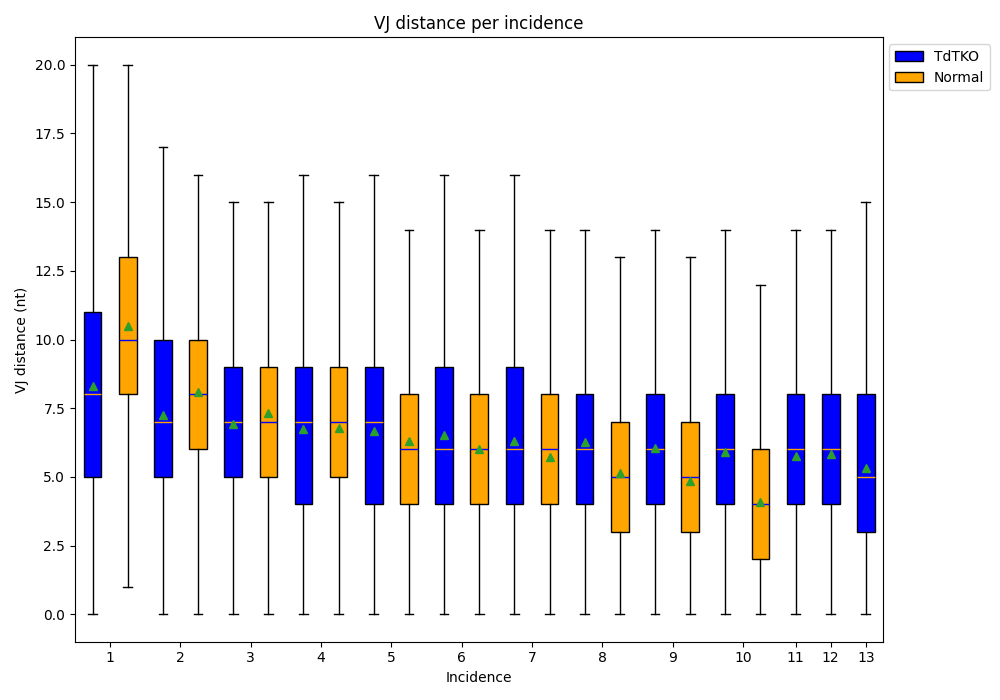 VJ distance per incidence
TdTKO
Normal
VJ distance (nt)
20.0
17.5
15.0
12.5
10.0
7.5
5.0
2.5
0.0
1 2 3 4 5 6 7 8 9 10 11 12 13
Incidence